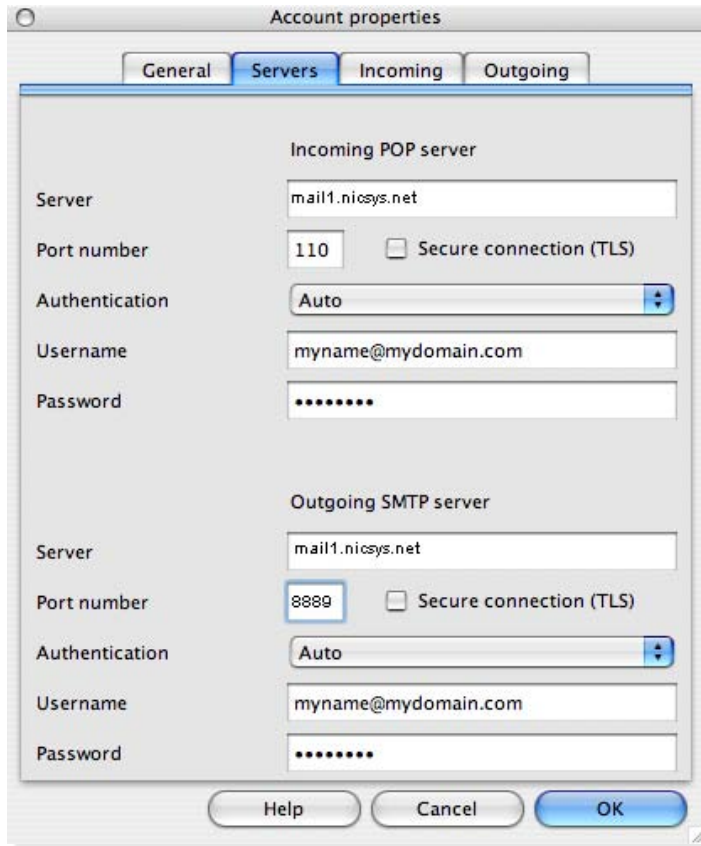 Account properties
General Servers Incoming Outgoing
Incoming POP server
Server mail1.nicsys.net
Port number 110 Secure connection (TLS)
Authentication Auto
Username myname@mydomain.com
Password ••••••••
Outgoing SMTP server
Server mail1.nicsys.net
Port number 8889 Secure connection (TLS)
Authentication Auto
Username myname@mydomain.com
Password ••••••••
Help Cancel OK